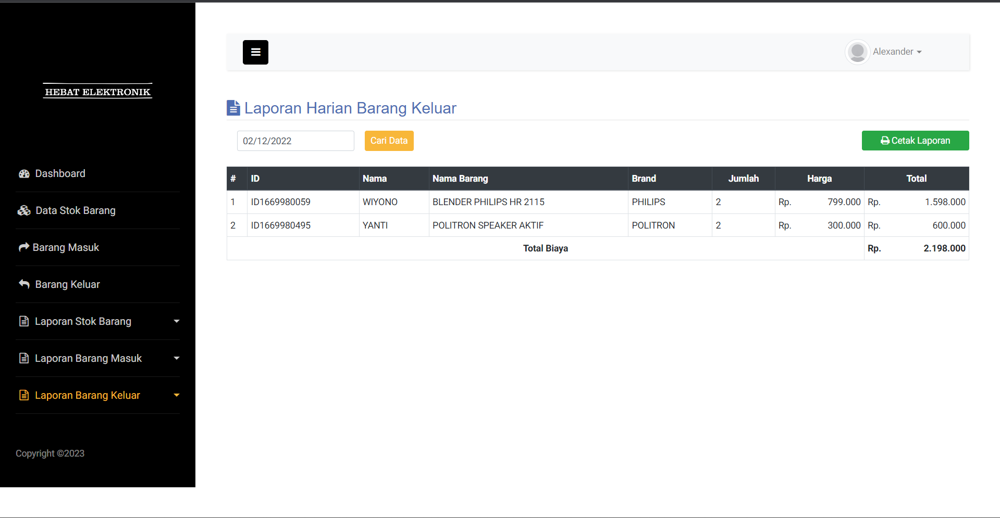 HEBAT ELEKTRONIK
Dashboard
Data Stok Barang
Barang Masuk
Barang Keluar
Laporan Stok Barang
Laporan Barang Masuk
Laporan Barang Keluar
Copyright ©2023
Alexander
Laporan Harian Barang Keluar
02/12/2022 Cari Data Cetak Laporan
# ID Nama Nama Barang Brand Jumlah Harga Total
1 ID1669980059 WIYONO BLENDER PHILIPS HR 2115 PHILIPS 2 Rp. 799.000 Rp. 1.598.000
2 ID1669980495 YANTI POLITRON SPEAKER AKTIF POLITRON 2 Rp. 300.000 Rp. 600.000
Total Biaya Rp. 2.198.000